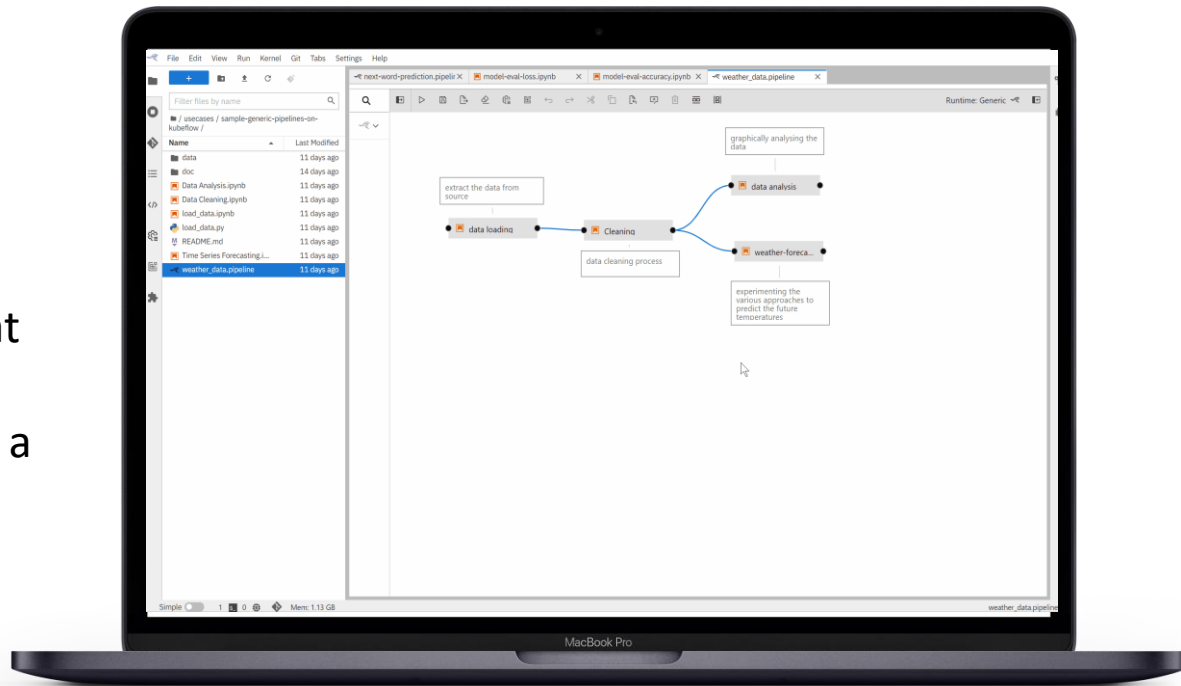 File Edit View Run Kernel Git Tabs Settings Help
next-word-prediction.pipelir X model-eval-loss.ipynb X model-eval-accuracy.ipynb X weather_data.pipeline X
Filter files by name
Runtime: Generic
/ usecases / sample-generic-pipelines-on-
kubeflow /
Name Last Modified
data 11 days ago
doc 14 days ago
Data Analysis.ipynb 11 days ago
Data Cleaning.ipynb 11 days ago
load_data.ipynb 11 days ago
load_data.py 11 days ago
README.md 11 days ago
Time Series Forecasting.i... 11 days ago
weather_data.pipeline 11 days ago
graphically analysing the
data
data analysis
extract the data from
source
data loading
Cleaning
data cleaning process
weather-foreca...
experimenting the
various approaches to
predict the future
temperatures
a
Simple 1 0 Mem: 1.13 GB
weather_data.pipeline
MacBook Pro